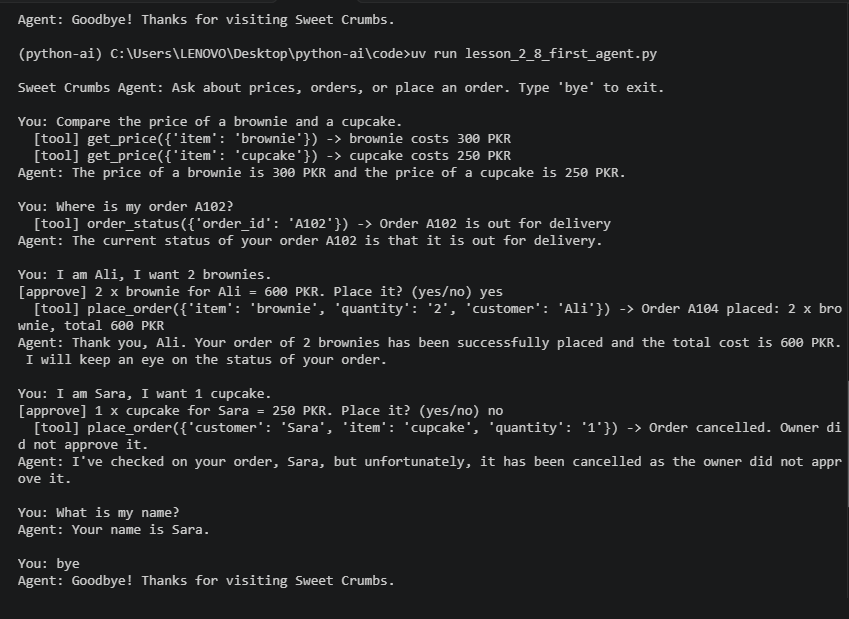 Agent: Goodbye! Thanks for visiting Sweet Crumbs.
(python-ai) C:\Users\LENOVO\Desktop\python-ai\code>uv run lesson_2_8_first_agent.py
Sweet Crumbs Agent: Ask about prices, orders, or place an order. Type 'bye' to exit.
You: Compare the price of a brownie and a cupcake.
[tool] get_price({'item': 'brownie'}) -> brownie costs 300 PKR
[tool] get_price({'item': 'cupcake'}) -> cupcake costs 250 PKR
Agent: The price of a brownie is 300 PKR and the price of a cupcake is 250 PKR.
You: Where is my order A102?
[tool] order_status({'order_id': 'A102'}) -> Order A102 is out for delivery
Agent: The current status of your order A102 is that it is out for delivery.
You: I am Ali, I want 2 brownies.
[approve] 2 x brownie for Ali = 600 PKR. Place it? (yes/no) yes
[tool] place_order({'item': 'brownie', 'quantity': '2', 'customer': 'Ali'}) -> Order A104 placed: 2 x bro
wnie, total 600 PKR
Agent: Thank you, Ali. Your order of 2 brownies has been successfully placed and the total cost is 600 PKR.
I will keep an eye on the status of your order.
You: I am Sara, I want 1 cupcake.
[approve] 1 x cupcake for Sara = 250 PKR. Place it? (yes/no) no
[tool] place_order({'customer': 'Sara', 'item': 'cupcake', 'quantity': '1'}) -> Order cancelled. Owner di
d not approve it.
Agent: I've checked on your order, Sara, but unfortunately, it has been cancelled as the owner did not appr
ove it.
You: What is my name?
Agent: Your name is Sara.
You: bye
Agent: Goodbye! Thanks for visiting Sweet Crumbs.